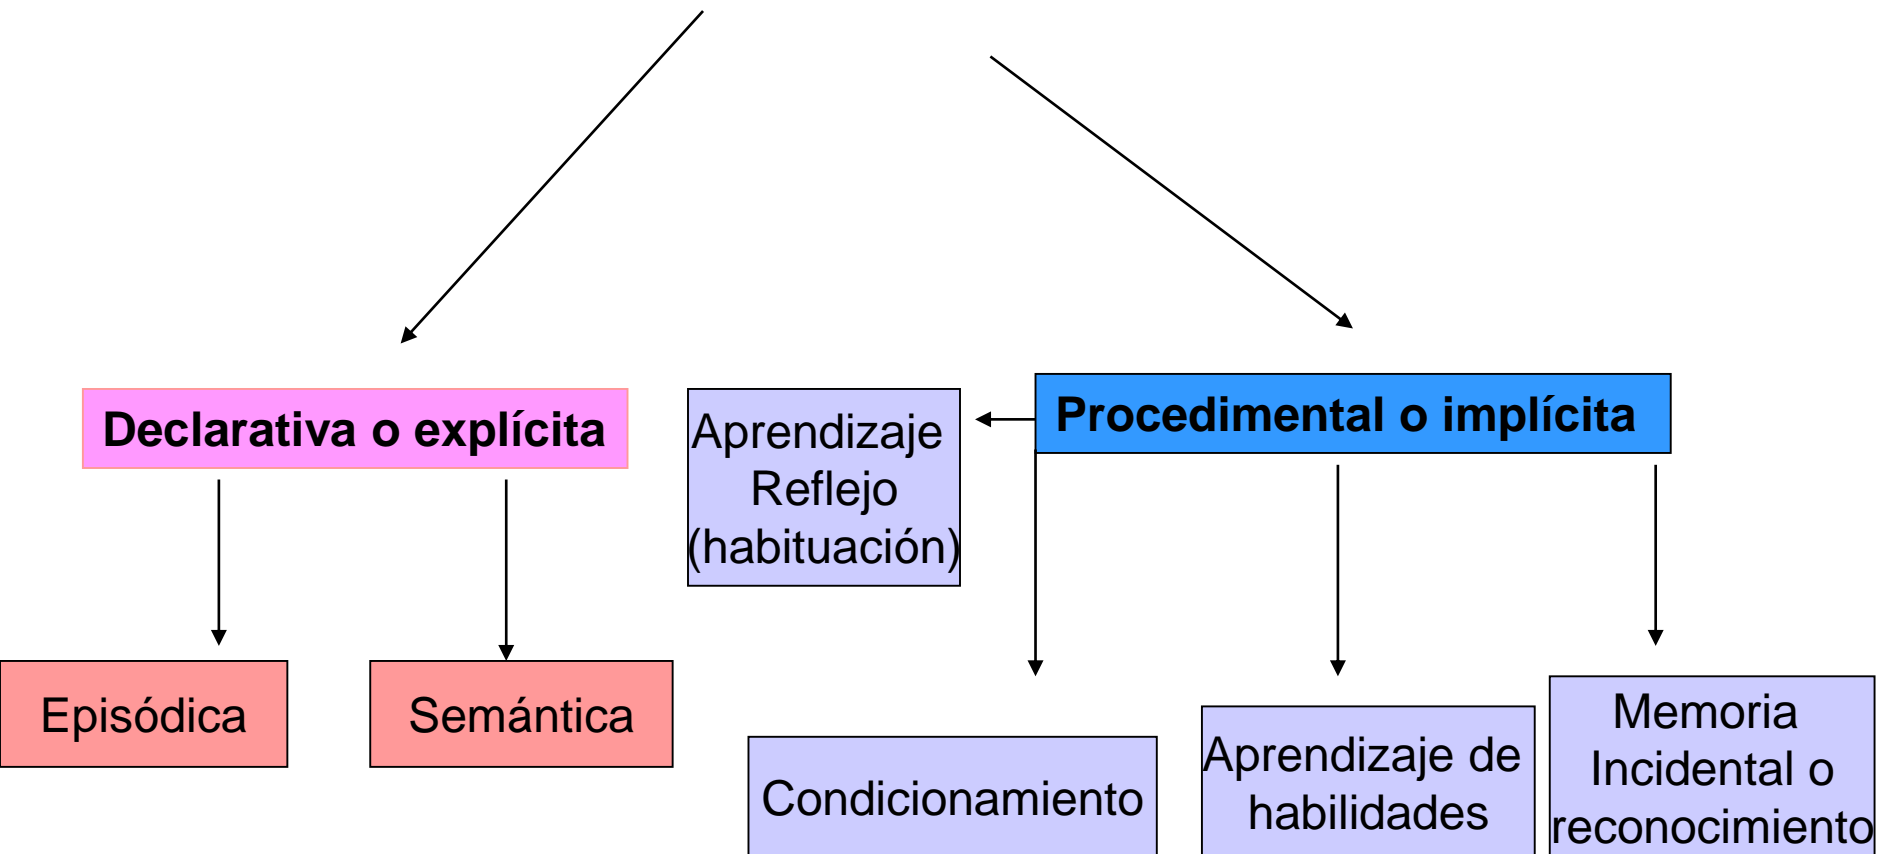 Declarativa o explícita
Aprendizaje
Reflejo
(habituación)
Procedimental o implícita
Episódica
Semántica
Condicionamiento
Aprendizaje de
habilidades
Memoria
Incidental o
reconocimiento